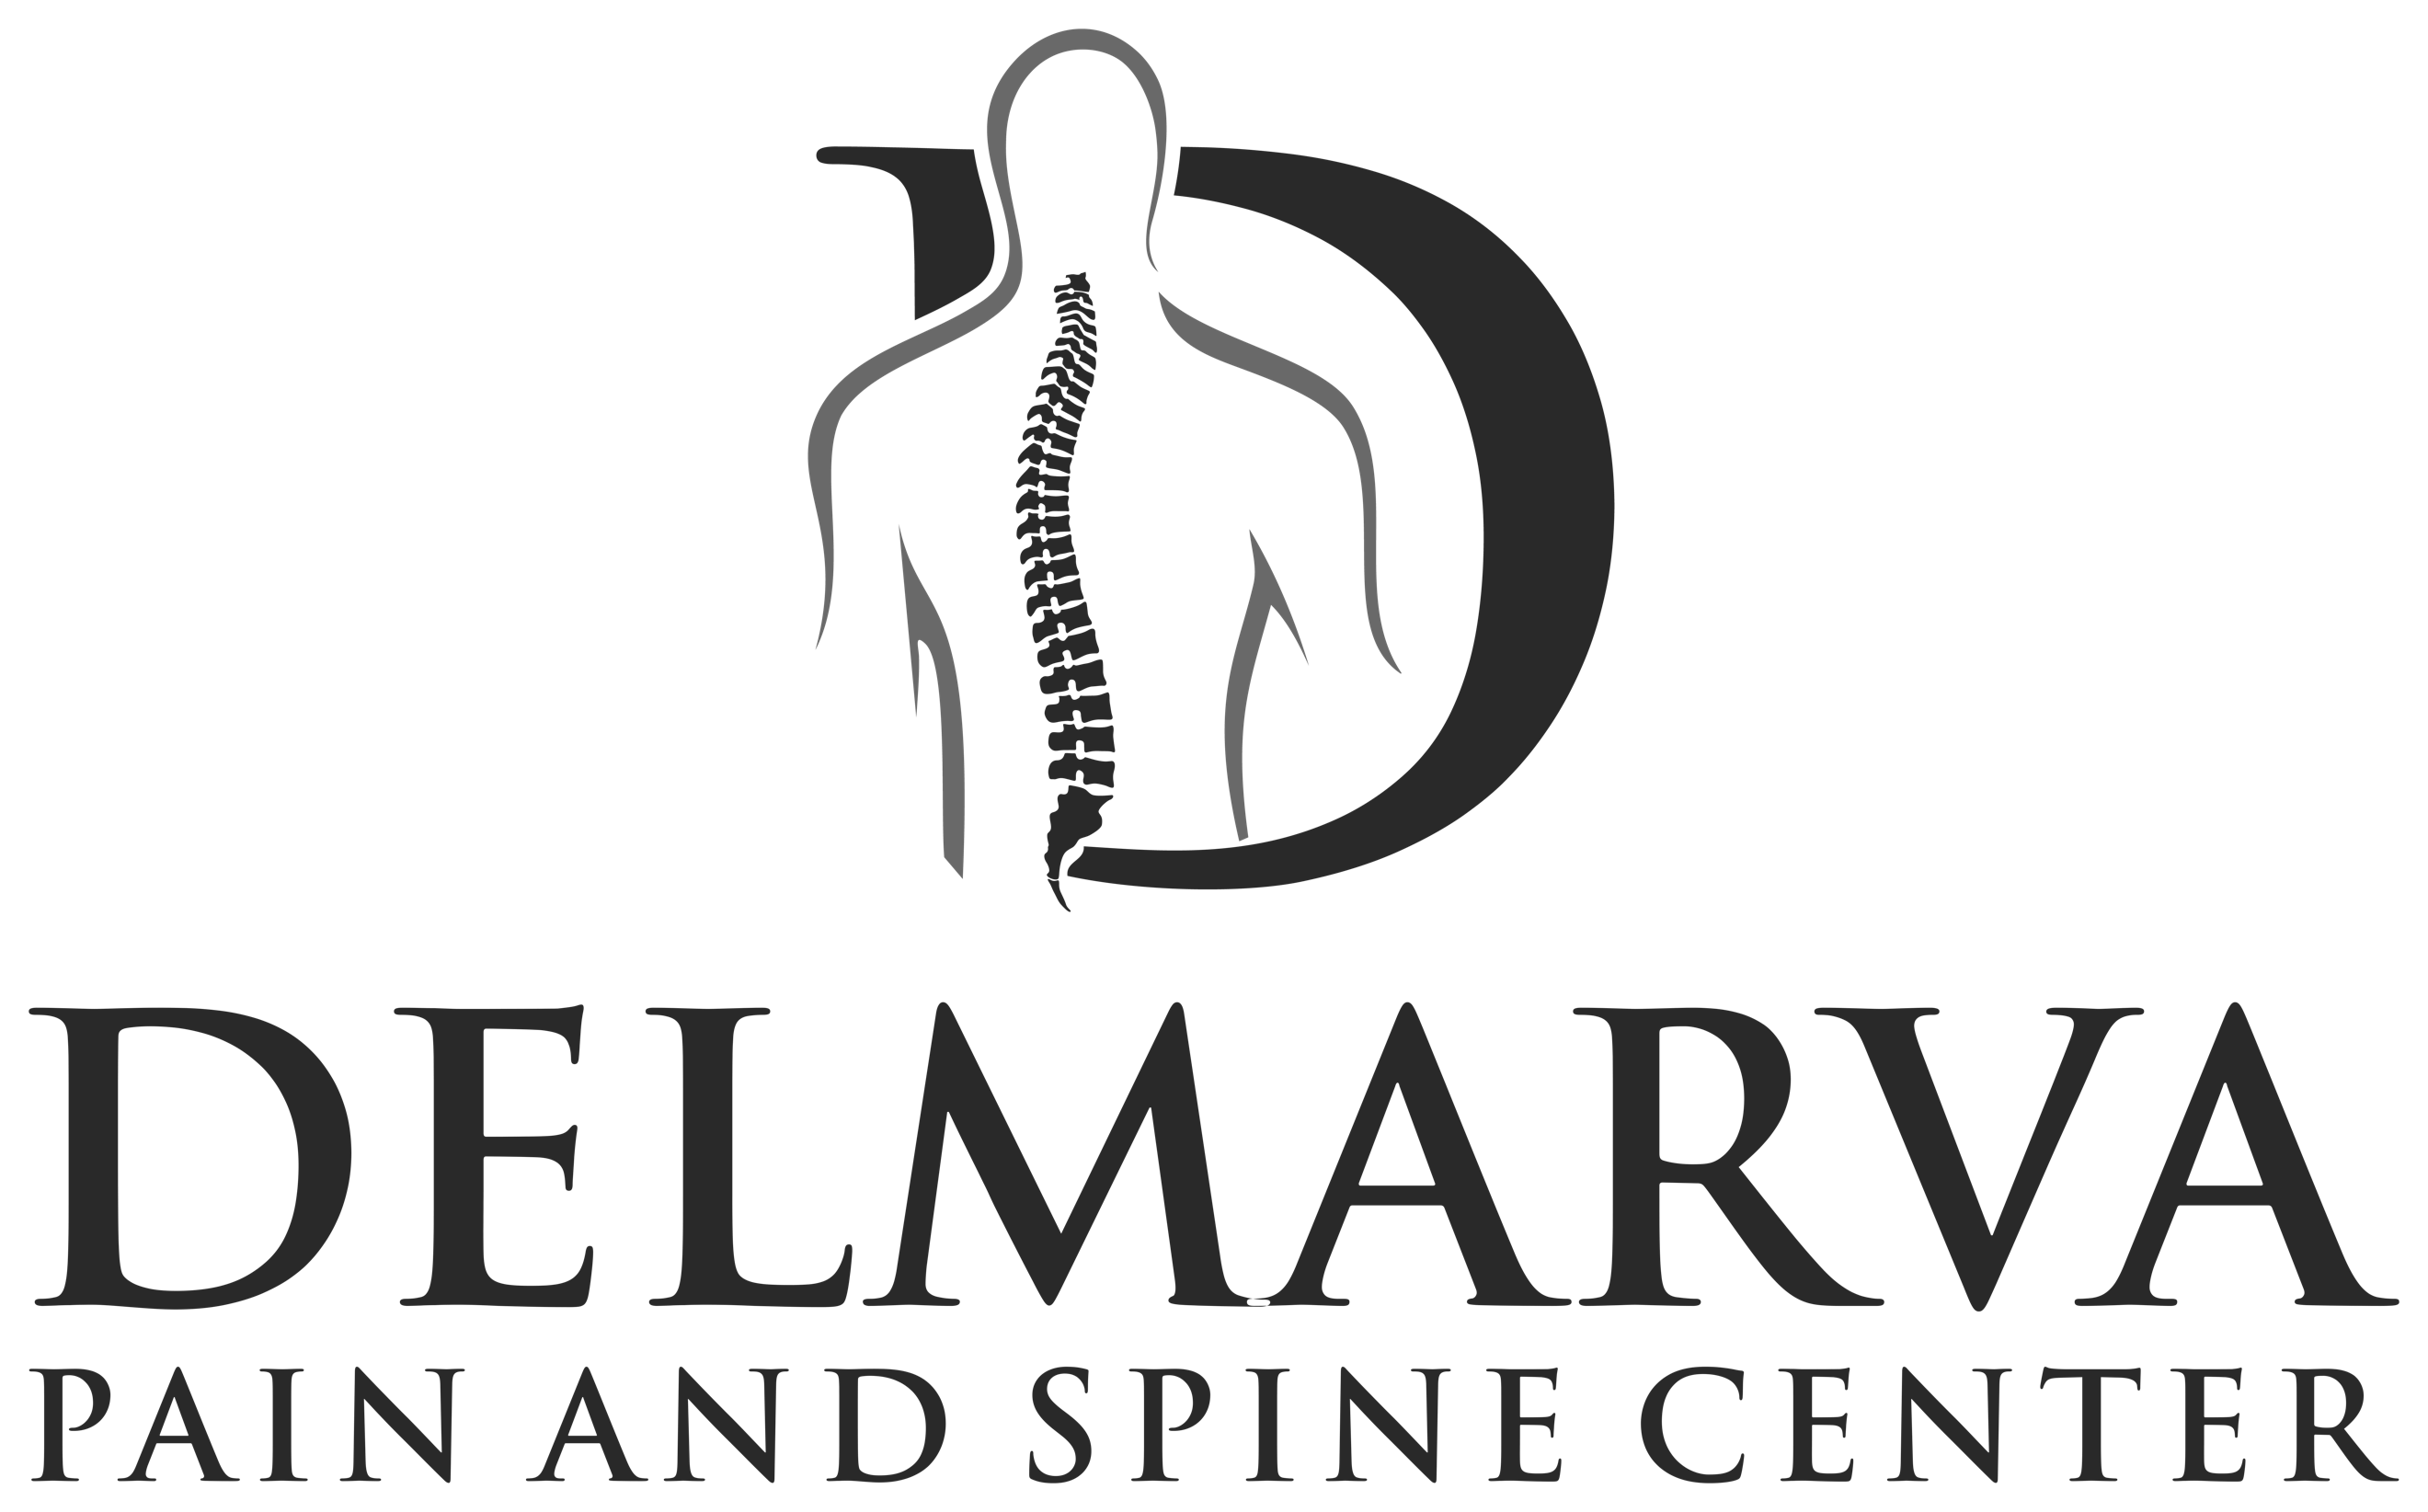 D
DELMARVA
PAIN AND SPINE CENTER